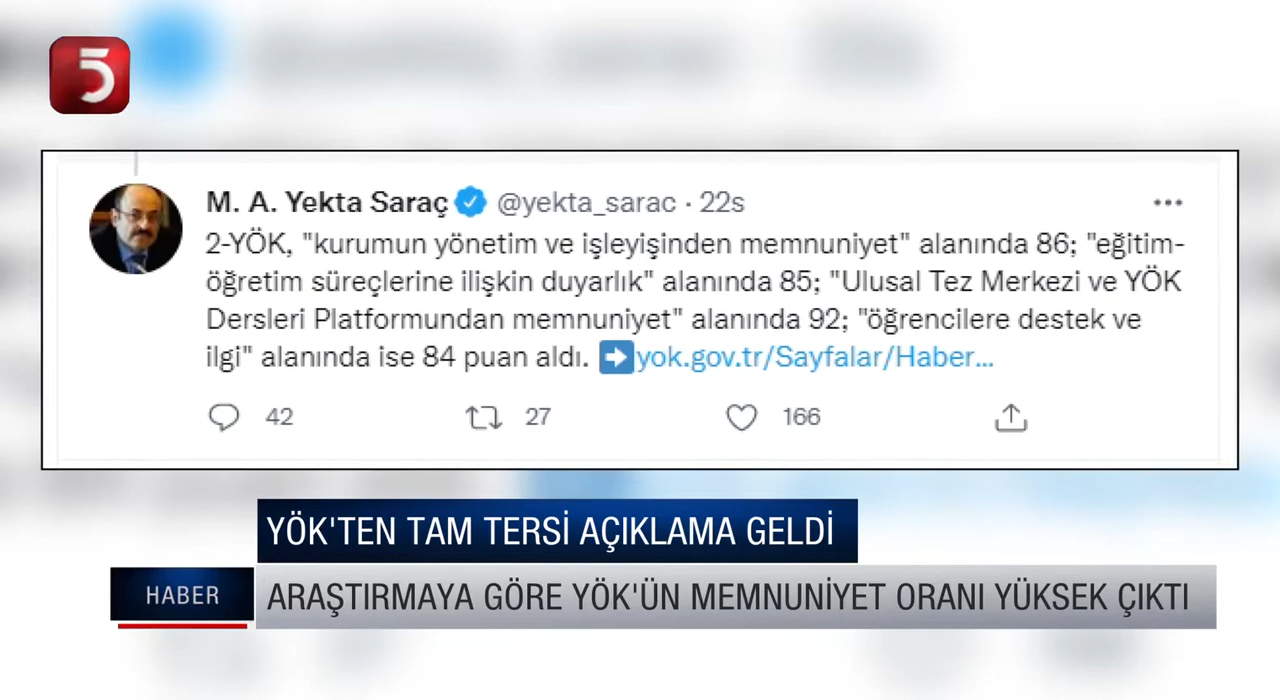 5
M. A. Yekta Saraç @yekta_sarac · 22s
2-YÖK, "kurumun yönetim ve işleyişinden memnuniyet" alanında 86; "eğitim-
öğretim süreçlerine ilişkin duyarlık" alanında 85; "Ulusal Tez Merkezi ve YÖK
Dersleri Platformundan memnuniyet" alanında 92; "öğrencilere destek ve
ilgi" alanında ise 84 puan aldı. ➡yok.gov.tr/Sayfalar/Haber...
42 27 166
YÖK'TEN TAM TERSİ AÇIKLAMA GELDİ
HABER
ARAŞTIRMAYA GÖRE YÖK'ÜN MEMNUNİYET ORANI YÜKSEK ÇIKTI